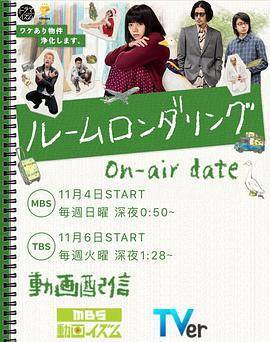 ワケあり物件
浄化します。
ルームロンダリング
On-air date
MBS
11月4日START
毎週日曜 深夜0:50~
TBS
11月6日START
毎週火曜 深夜1:28~
動画配信
MBS
動画イズム
TVer